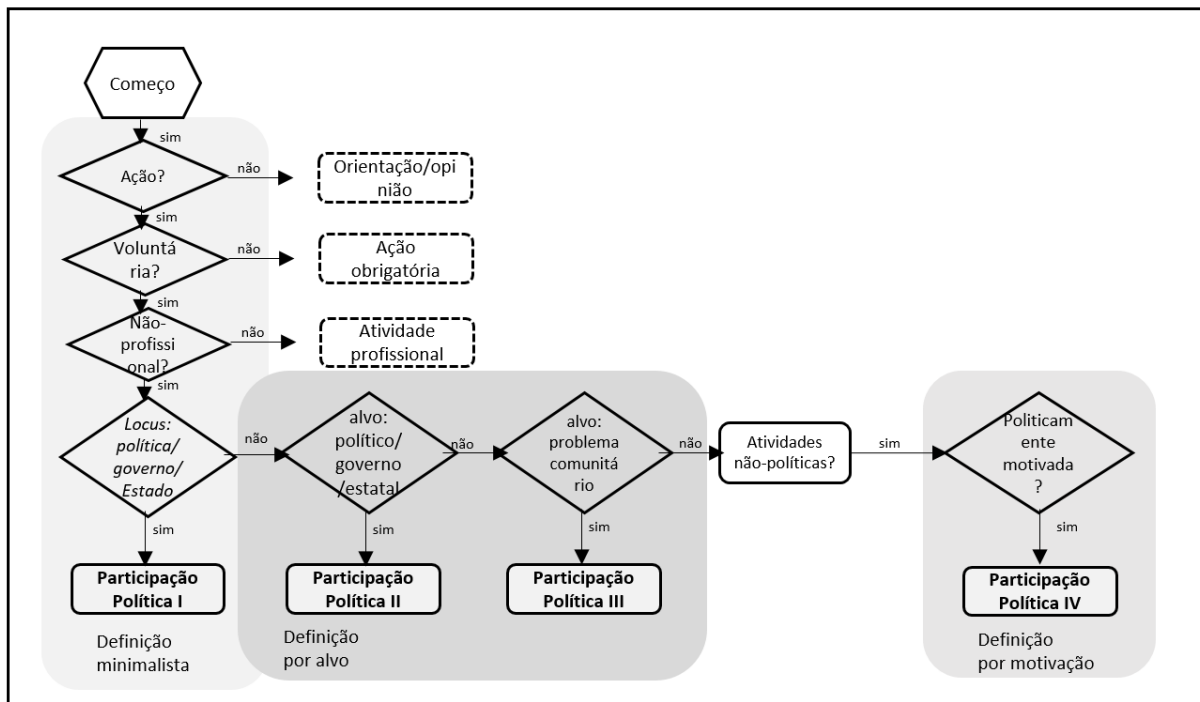 Começo
sim
Ação?
não
Orientação/opi
nião
sim
Voluntá
ria?
não
Ação
obrigatória
sim
Não-
profissi
onal?
não
Atividade
profissional
sim
Locus:
política/
governo/
Estado
não
alvo:
político/
governo
/estatal
não
alvo:
problema
comunitá
rio
não
Atividades
não-políticas?
sim
Politicam
ente
motivada
?
sim
sim
sim
sim
Participação
Política I
Participação
Política II
Participação
Política III
Participação
Política IV
Definição
minimalista
Definição
por alvo
Definição
por motivação